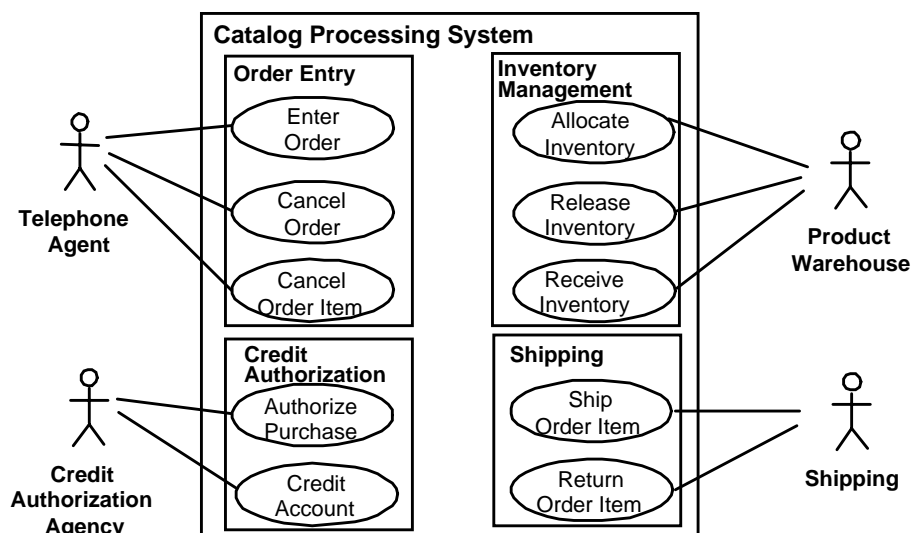 Catalog Processing System
Order Entry
Enter
Order
Cancel
Order
Cancel
Order Item
Telephone
Agent
Inventory
Management
Allocate
Inventory
Release
Inventory
Receive
Inventory
Product
Warehouse
Credit
Authorization
Authorize
Purchase
Credit
Account
Credit
Authorization
Agency
Shipping
Ship
Order Item
Return
Order Item
Shipping